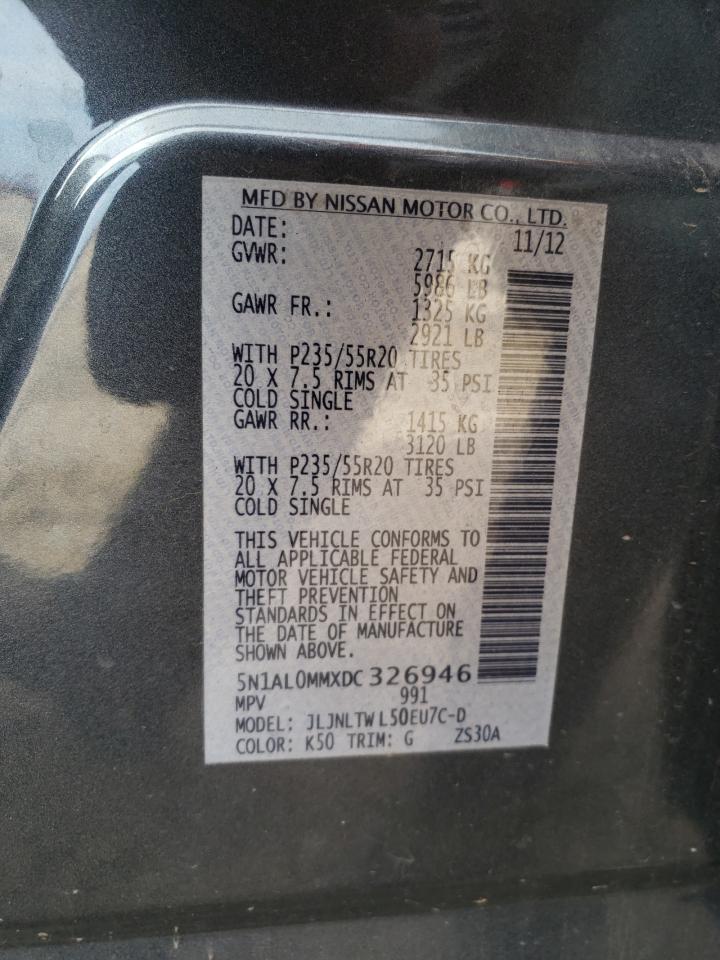 MFD BY NISSAN MOTOR CO., LTD.
DATE: 11/12
GVWR: 2715 KG
5986 LB
GAWR FR.: 1325 KG
2921 LB
WITH P235/55R20 TIRES
20 X 7.5 RIMS AT 35 PSI
COLD SINGLE
GAWR RR.: 1415 KG
3120 LB
WITH P235/55R20 TIRES
20 X 7.5 RIMS AT 35 PSI
COLD SINGLE
THIS VEHICLE CONFORMS TO
ALL APPLICABLE FEDERAL
MOTOR VEHICLE SAFETY AND
THEFT PREVENTION
STANDARDS IN EFFECT ON
THE DATE OF MANUFACTURE
SHOWN ABOVE.
5N1AL0MMXDC 326946
MPV 991
MODEL: JLJNLTWL50EU7C-D
COLOR: K50 TRIM: G ZS30A